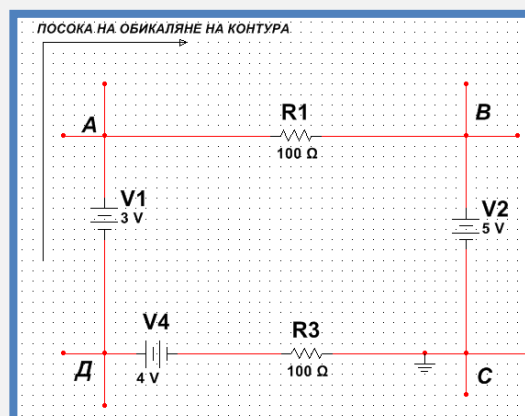 ПОСОКА НА ОБИКАЛЯНЕ НА КОНТУРА
А
R1
100 Ω
В
V1
3 V
V2
5 V
V4
4 V
R3
100 Ω
Д
С